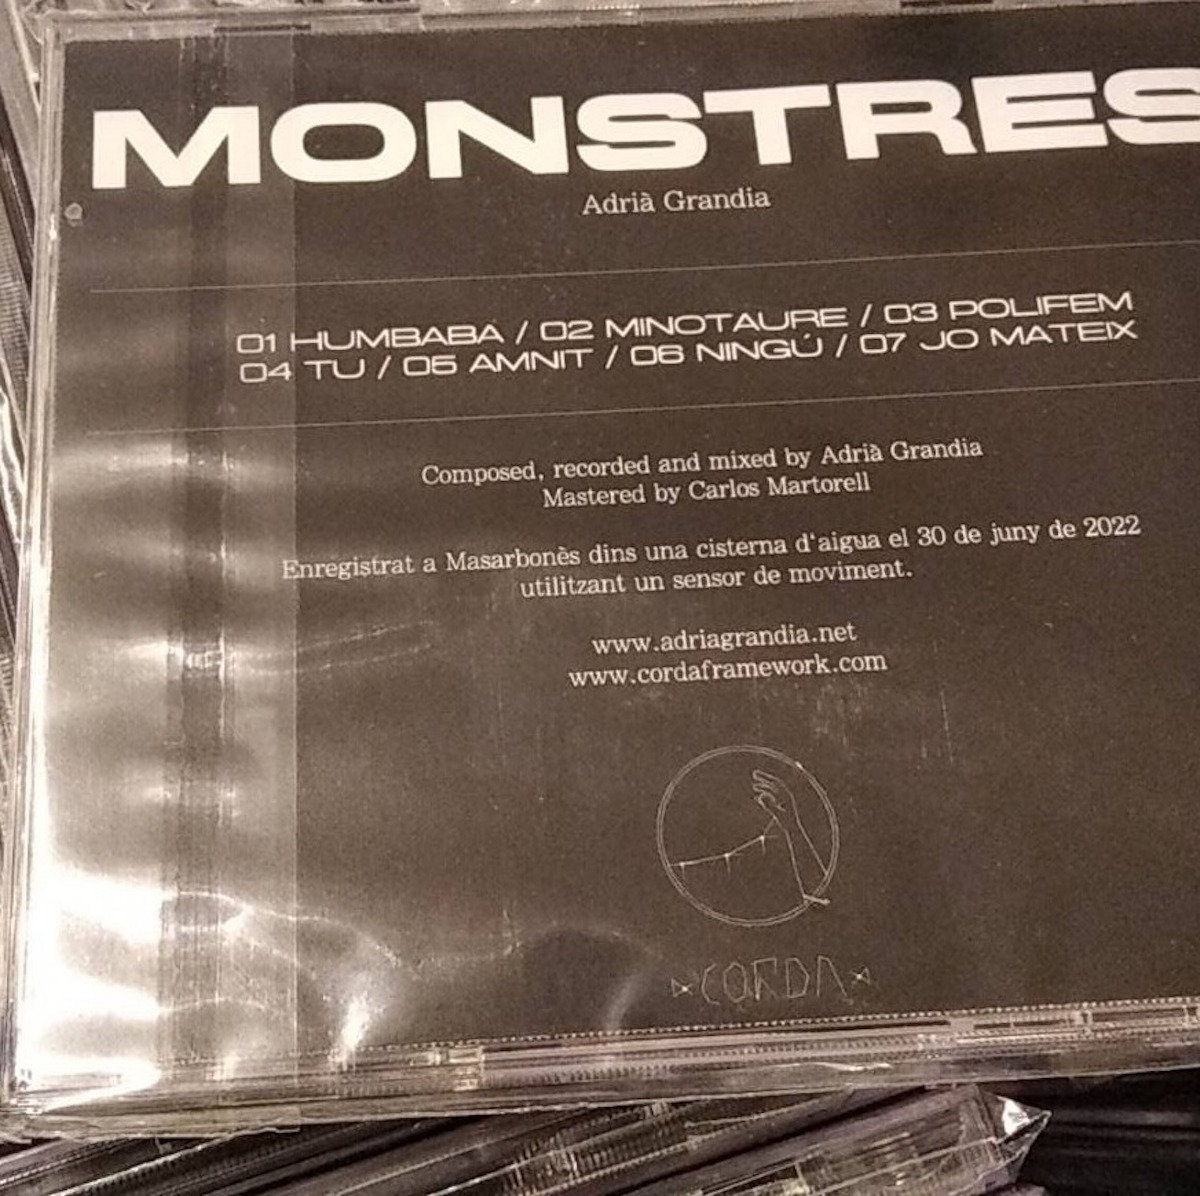 MONSTRES
Adrià Grandia
01 HUMBABA / 02 MINOTAURE / 03 POLIFEM
04 TU / 05 AMNIT / 06 NINGÚ / 07 JO MATEIX
Composed, recorded and mixed by Adrià Grandia
Mastered by Carlos Martorell
Enregistrat a Masarbonès dins una cisterna d'aigua el 30 de juny de 2022
utilitzant un sensor de moviment.
www.adriagrandia.net
www.cordaframework.com
CORDA